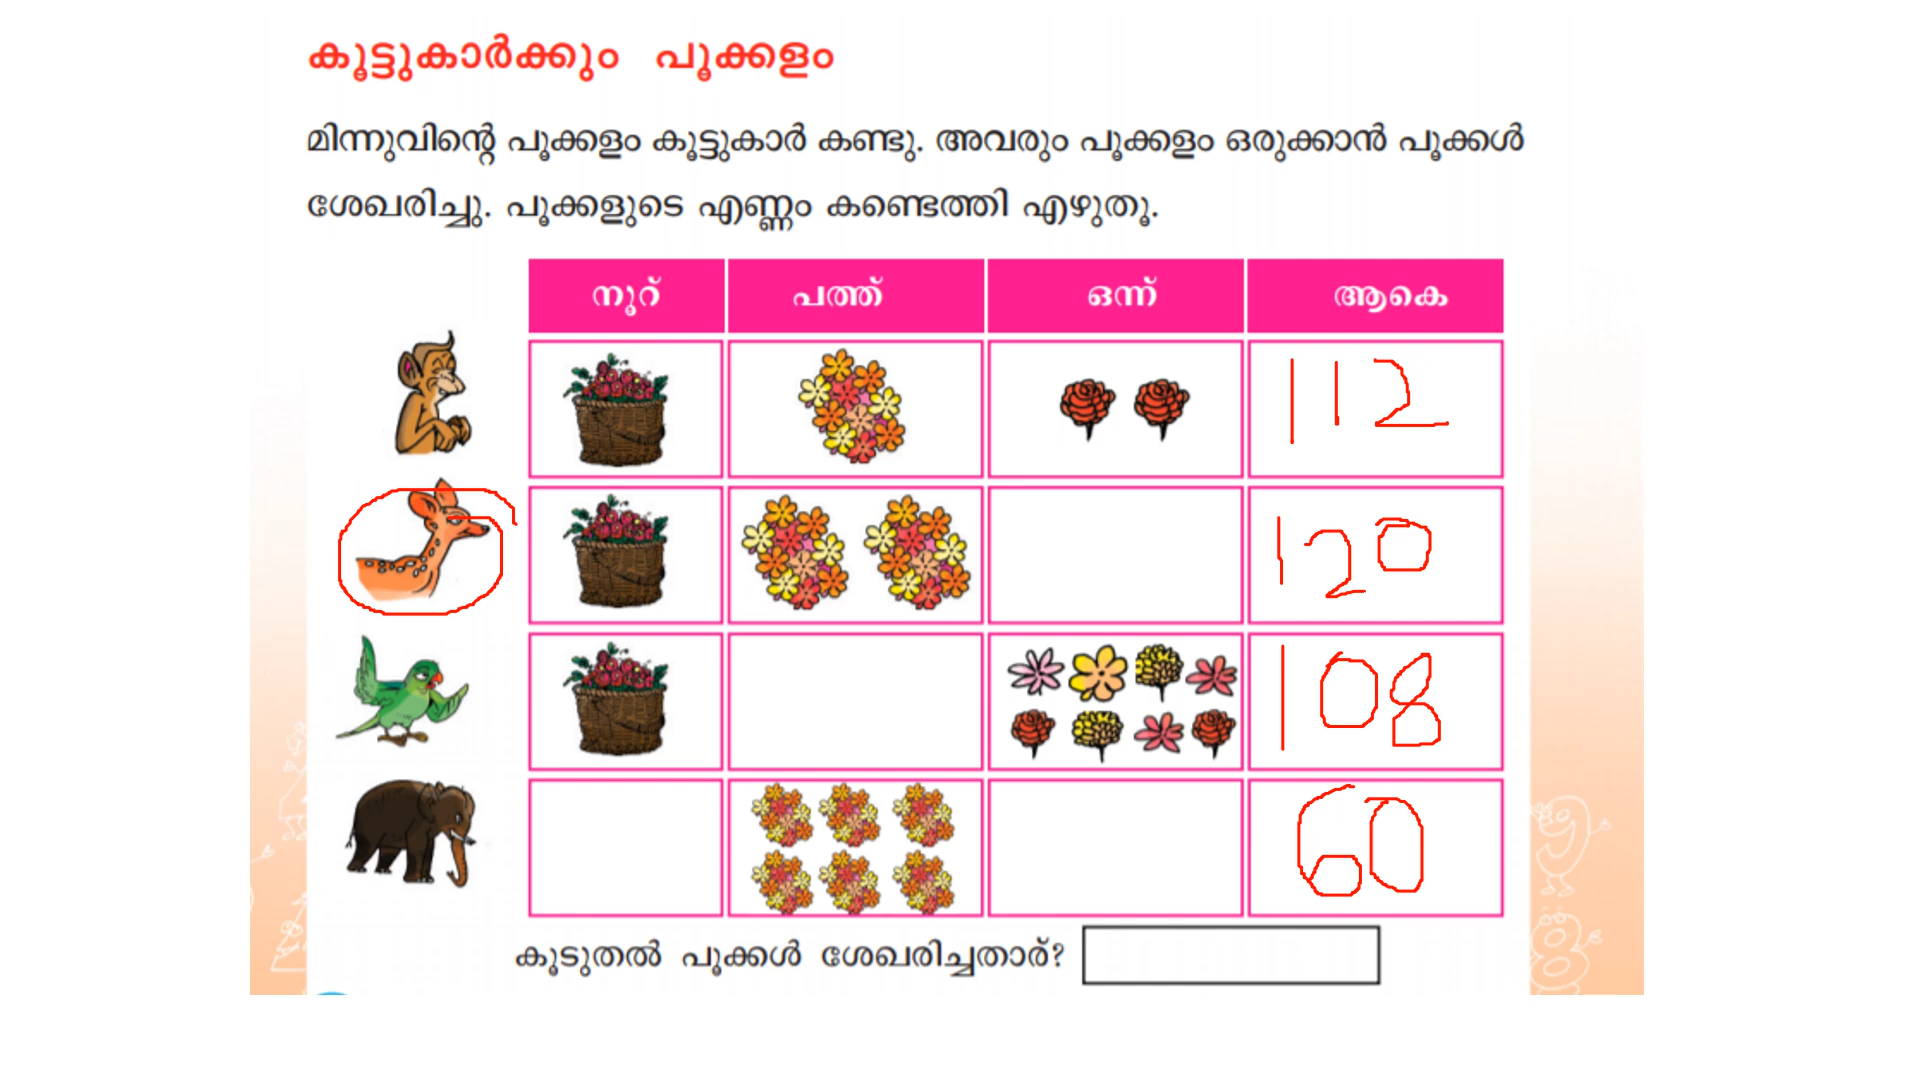 കൂട്ടുകാർക്കും പൂക്കളം
മിന്നുവിന്റെ പൂക്കളം കൂട്ടുകാർ കണ്ടു. അവരും പൂക്കളം ഒരുക്കാൻ പൂക്കൾ
ശേഖരിച്ചു. പൂക്കളുടെ എണ്ണം കണ്ടെത്തി എഴുതൂ.
നൂറ് പത്ത് ഒന്ന് ആകെ
112
120
108
60
കൂടുതൽ പൂക്കൾ ശേഖരിച്ചതാര്?